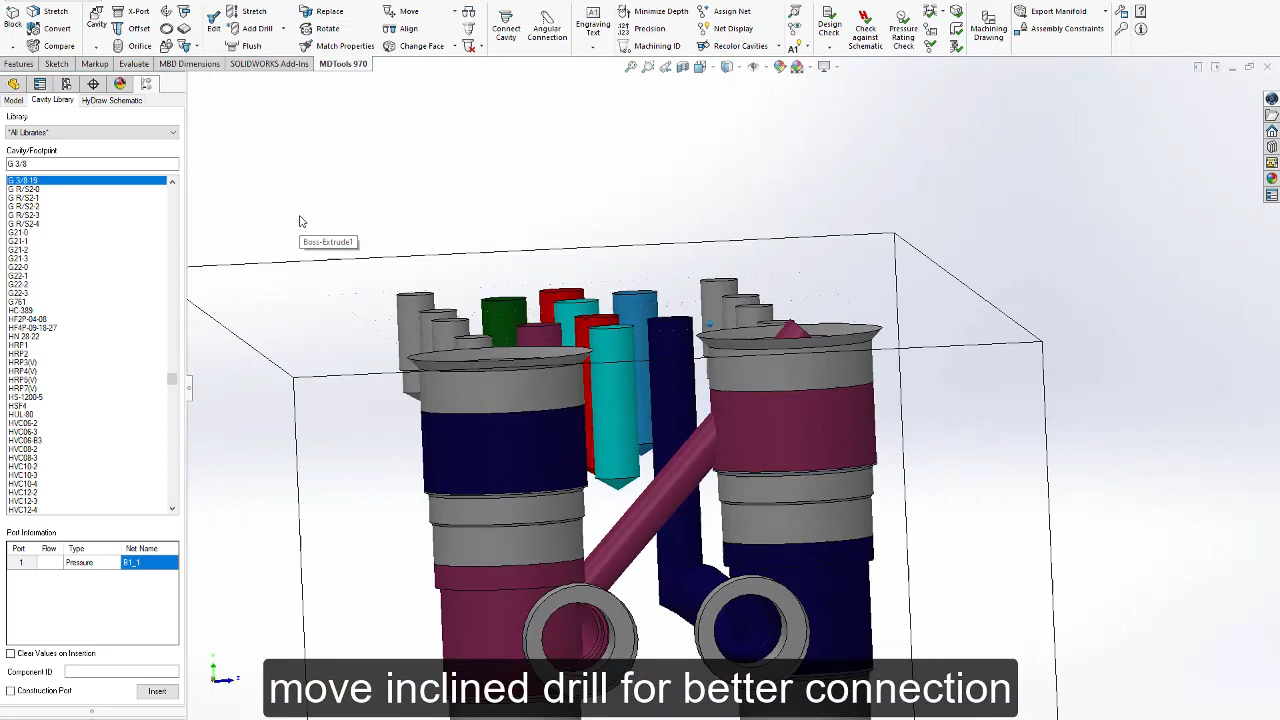 Block
Stretch
Convert
Compare
Cavity
X-Port
Offset
Orifice
Edit
Stretch
Add Drill
Flush
Replace
Rotate
Match Properties
Move
Align
Change Face
Connect Cavity
Angular Connection
Engraving Text
Minimize Depth
Precision
Machining ID
Assign Net
Net Display
Recolor Cavities
A1
Design Check
Check against Schematic
Pressure Rating Check
Machining Drawing
Export Manifold
Assembly Constraints
Features
Sketch
Markup
Evaluate
MBD Dimensions
SOLIDWORKS Add-Ins
MDTools 970
Model
Cavity Library
HyDraw Schematic
Library
*All Libraries*
Cavity/Footprint
G 3/8
G 3/8-19
G R/S2-0
G R/S2-1
G R/S2-2
G R/S2-3
G R/S2-4
G21-0
G21-1
G21-2
G21-3
G22-0
G22-1
G22-2
G22-3
G761
HC-389
HF2P-04-08
HF4P-09-18-27
HN 28-22
HRP1
HRP2
HRP3(V)
HRP4(V)
HRP5(V)
HRP7(V)
HS-1200-5
HSF4
HUL-80
HVC06-2
HVC06-3
HVC06-B3
HVC08-2
HVC08-3
HVC10-2
HVC10-3
HVC10-4
HVC12-2
HVC12-3
HVC12-4
Port Information
Port Flow Type Net Name
1 Pressure B1_1
Clear Values on Insertion
Component ID
Construction Port
Insert
Boss-Extrude1
move inclined drill for better connection